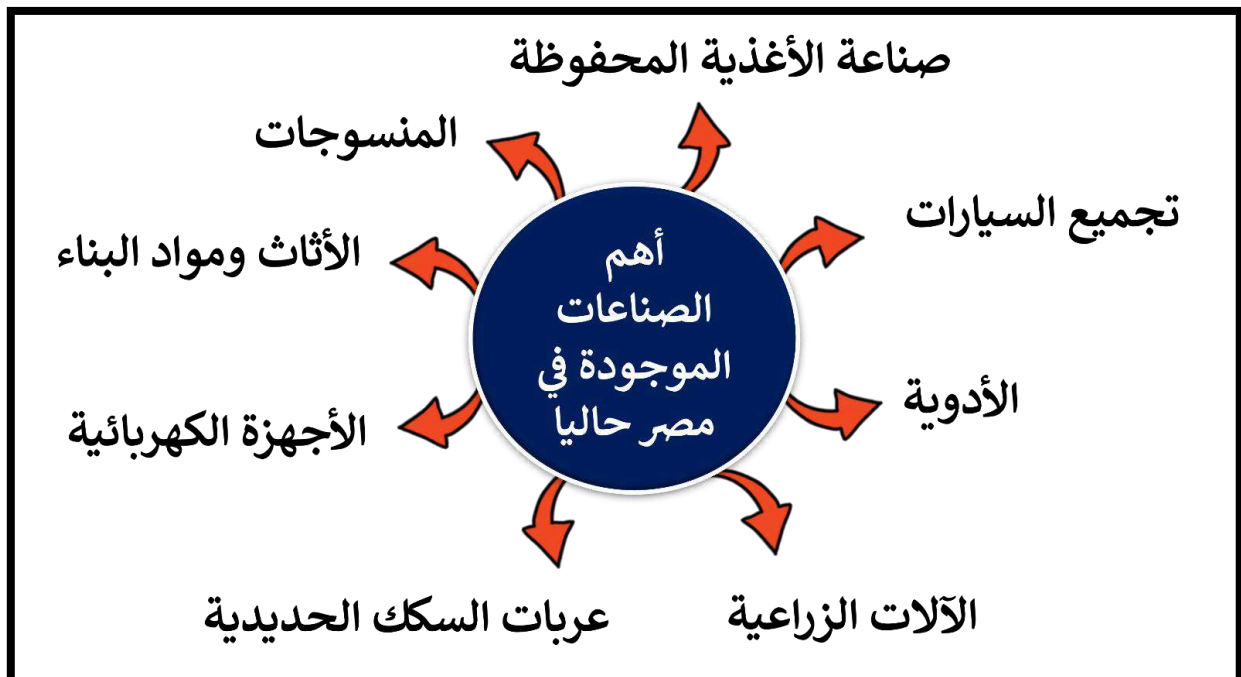 صناعة الأغذية المحفوظة
المنسوجات
تجميع السيارات
الأثاث ومواد البناء
أهم
الصناعات
الموجودة في
مصر حاليا
الأدوية
الأجهزة الكهربائية
الآلات الزراعية
عربات السكك الحديدية